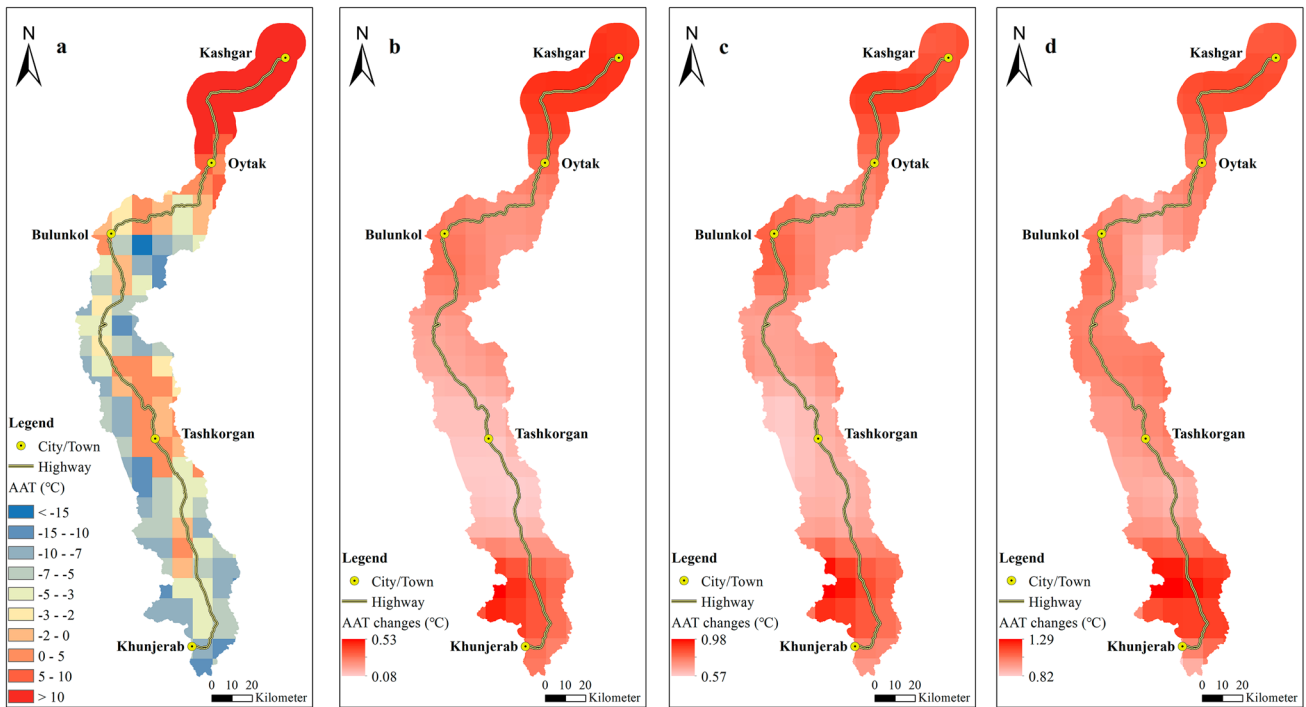 N
a
Kashgar
Oytak
Bulunkol
Tashkorgan
Khunjerab
Legend
City/Town
Highway
AAT (℃)
< -15
-15 - -10
-10 - -7
-7 - -5
-5 - -3
-3 - -2
-2 - 0
0 - 5
5 - 10
> 10
0 10 20
Kilometer
N
b
Kashgar
Oytak
Bulunkol
Tashkorgan
Khunjerab
Legend
City/Town
Highway
AAT changes (℃)
0.53
0.08
0 10 20
Kilometer
N
c
Kashgar
Oytak
Bulunkol
Tashkorgan
Khunjerab
Legend
City/Town
Highway
AAT changes (℃)
0.98
0.57
0 10 20
Kilometer
N
d
Kashgar
Oytak
Bulunkol
Tashkorgan
Khunjerab
Legend
City/Town
Highway
AAT changes (℃)
1.29
0.82
0 10 20
Kilometer